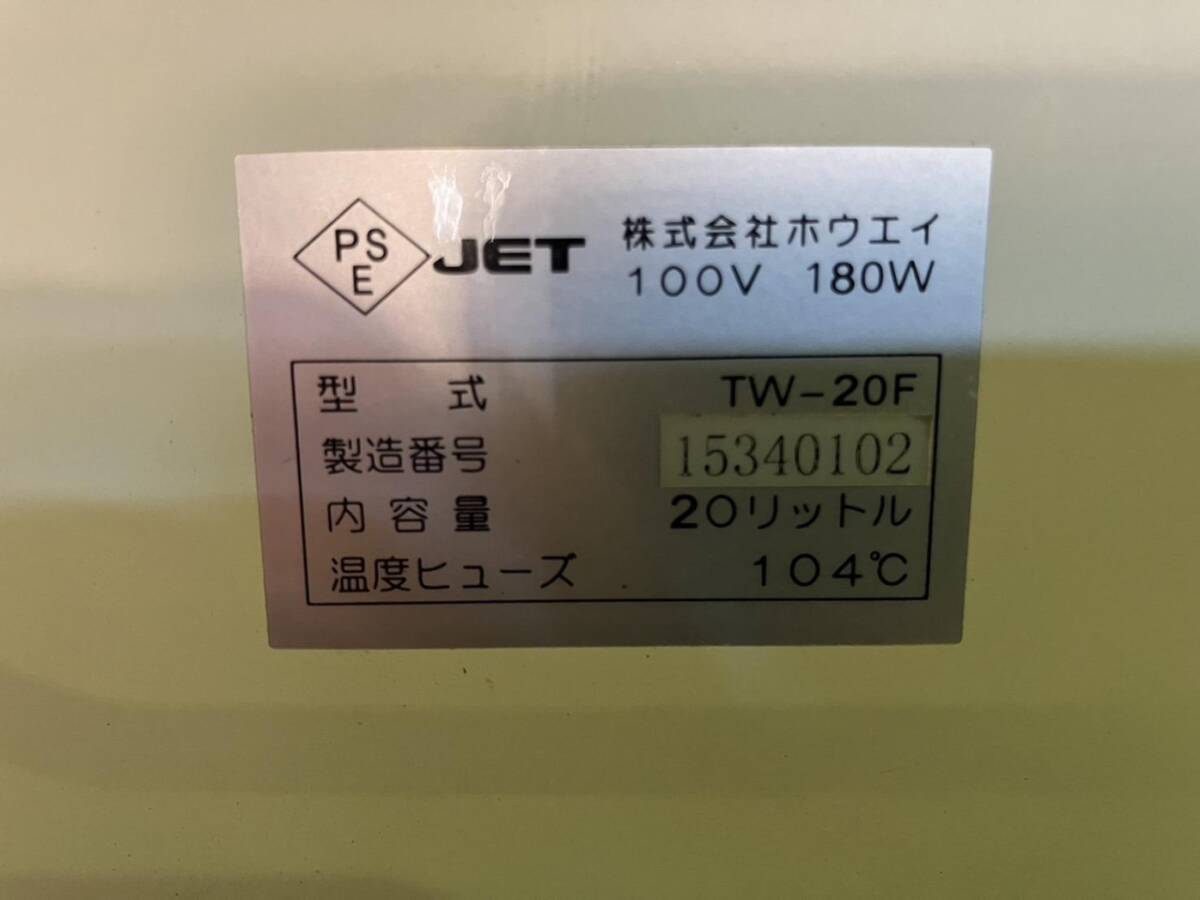 PS
E
JET
株式会社ホウエイ
100V 180W
型 式 TW-20F
製造番号 15340102
内容量 20リットル
温度ヒューズ 104℃